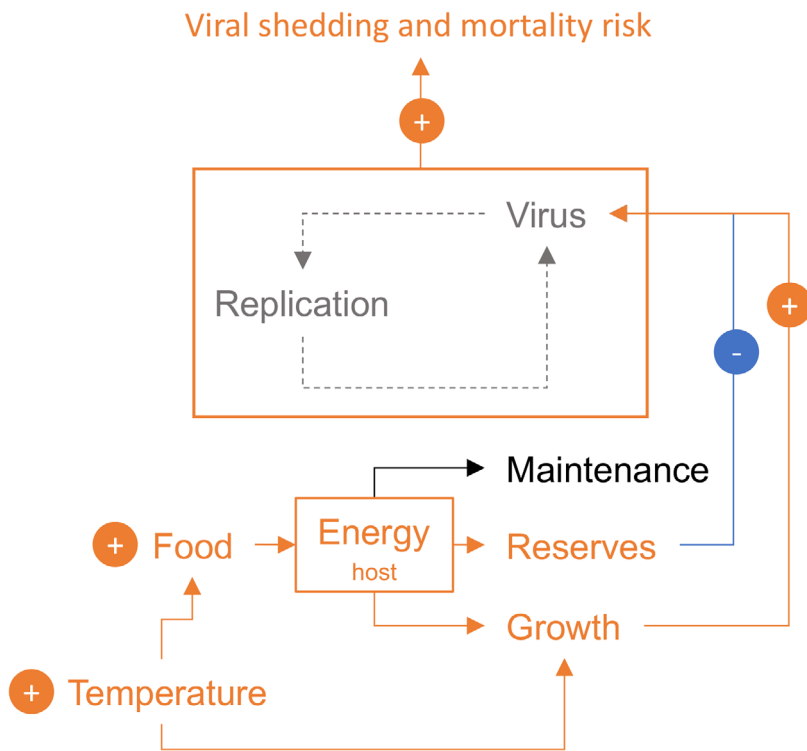 Viral shedding and mortality risk
+
Virus
Replication
+
-
Maintenance
+ Food
Energy
host
Reserves
Growth
+ Temperature